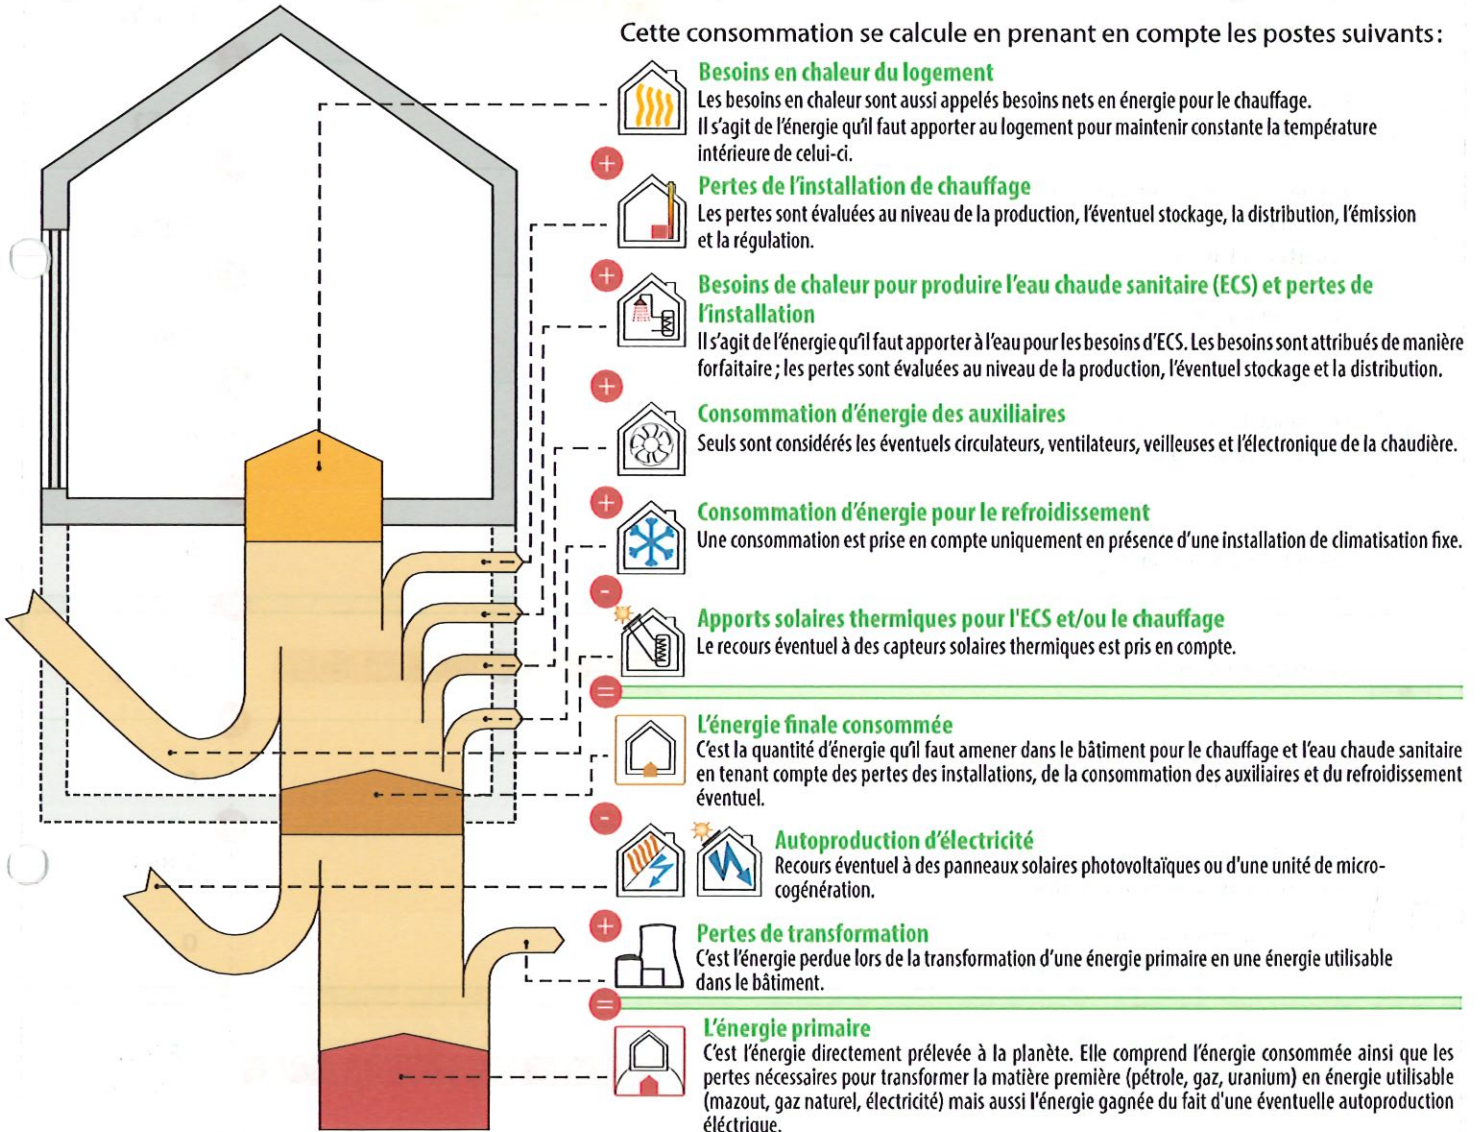 Cette consommation se calcule en prenant en compte les postes suivants:
Besoins en chaleur du logement
Les besoins en chaleur sont aussi appelés besoins nets en énergie pour le chauffage.
Il s'agit de l'énergie qu'il faut apporter au logement pour maintenir constante la température
intérieure de celui-ci.
+
Pertes de l'installation de chauffage
Les pertes sont évaluées au niveau de la production, l'éventuel stockage, la distribution, l'émission
et la régulation.
+
Besoins de chaleur pour produire l'eau chaude sanitaire (ECS) et pertes de
l'installation
Il s'agit de l'énergie qu'il faut apporter à l'eau pour les besoins d'ECS. Les besoins sont attribués de manière
forfaitaire ; les pertes sont évaluées au niveau de la production, l'éventuel stockage et la distribution.
+
Consommation d'énergie des auxiliaires
Seuls sont considérés les éventuels circulateurs, ventilateurs, veilleuses et l'électronique de la chaudière.
+
Consommation d'énergie pour le refroidissement
Une consommation est prise en compte uniquement en présence d'une installation de climatisation fixe.
-
Apports solaires thermiques pour l'ECS et/ou le chauffage
Le recours éventuel à des capteurs solaires thermiques est pris en compte.
=
L'énergie finale consommée
C'est la quantité d'énergie qu'il faut amener dans le bâtiment pour le chauffage et l'eau chaude sanitaire
en tenant compte des pertes des installations, de la consommation des auxiliaires et du refroidissement
éventuel.
-
Autoproduction d'électricité
Recours éventuel à des panneaux solaires photovoltaïques ou d'une unité de micro-
cogénération.
+
Pertes de transformation
C'est l'énergie perdue lors de la transformation d'une énergie primaire en une énergie utilisable
dans le bâtiment.
=
L'énergie primaire
C'est l'énergie directement prélevée à la planète. Elle comprend l'énergie consommée ainsi que les
pertes nécessaires pour transformer la matière première (pétrole, gaz, uranium) en énergie utilisable
(mazout, gaz naturel, électricité) mais aussi l'énergie gagnée du fait d'une éventuelle autoproduction
éléctrique.